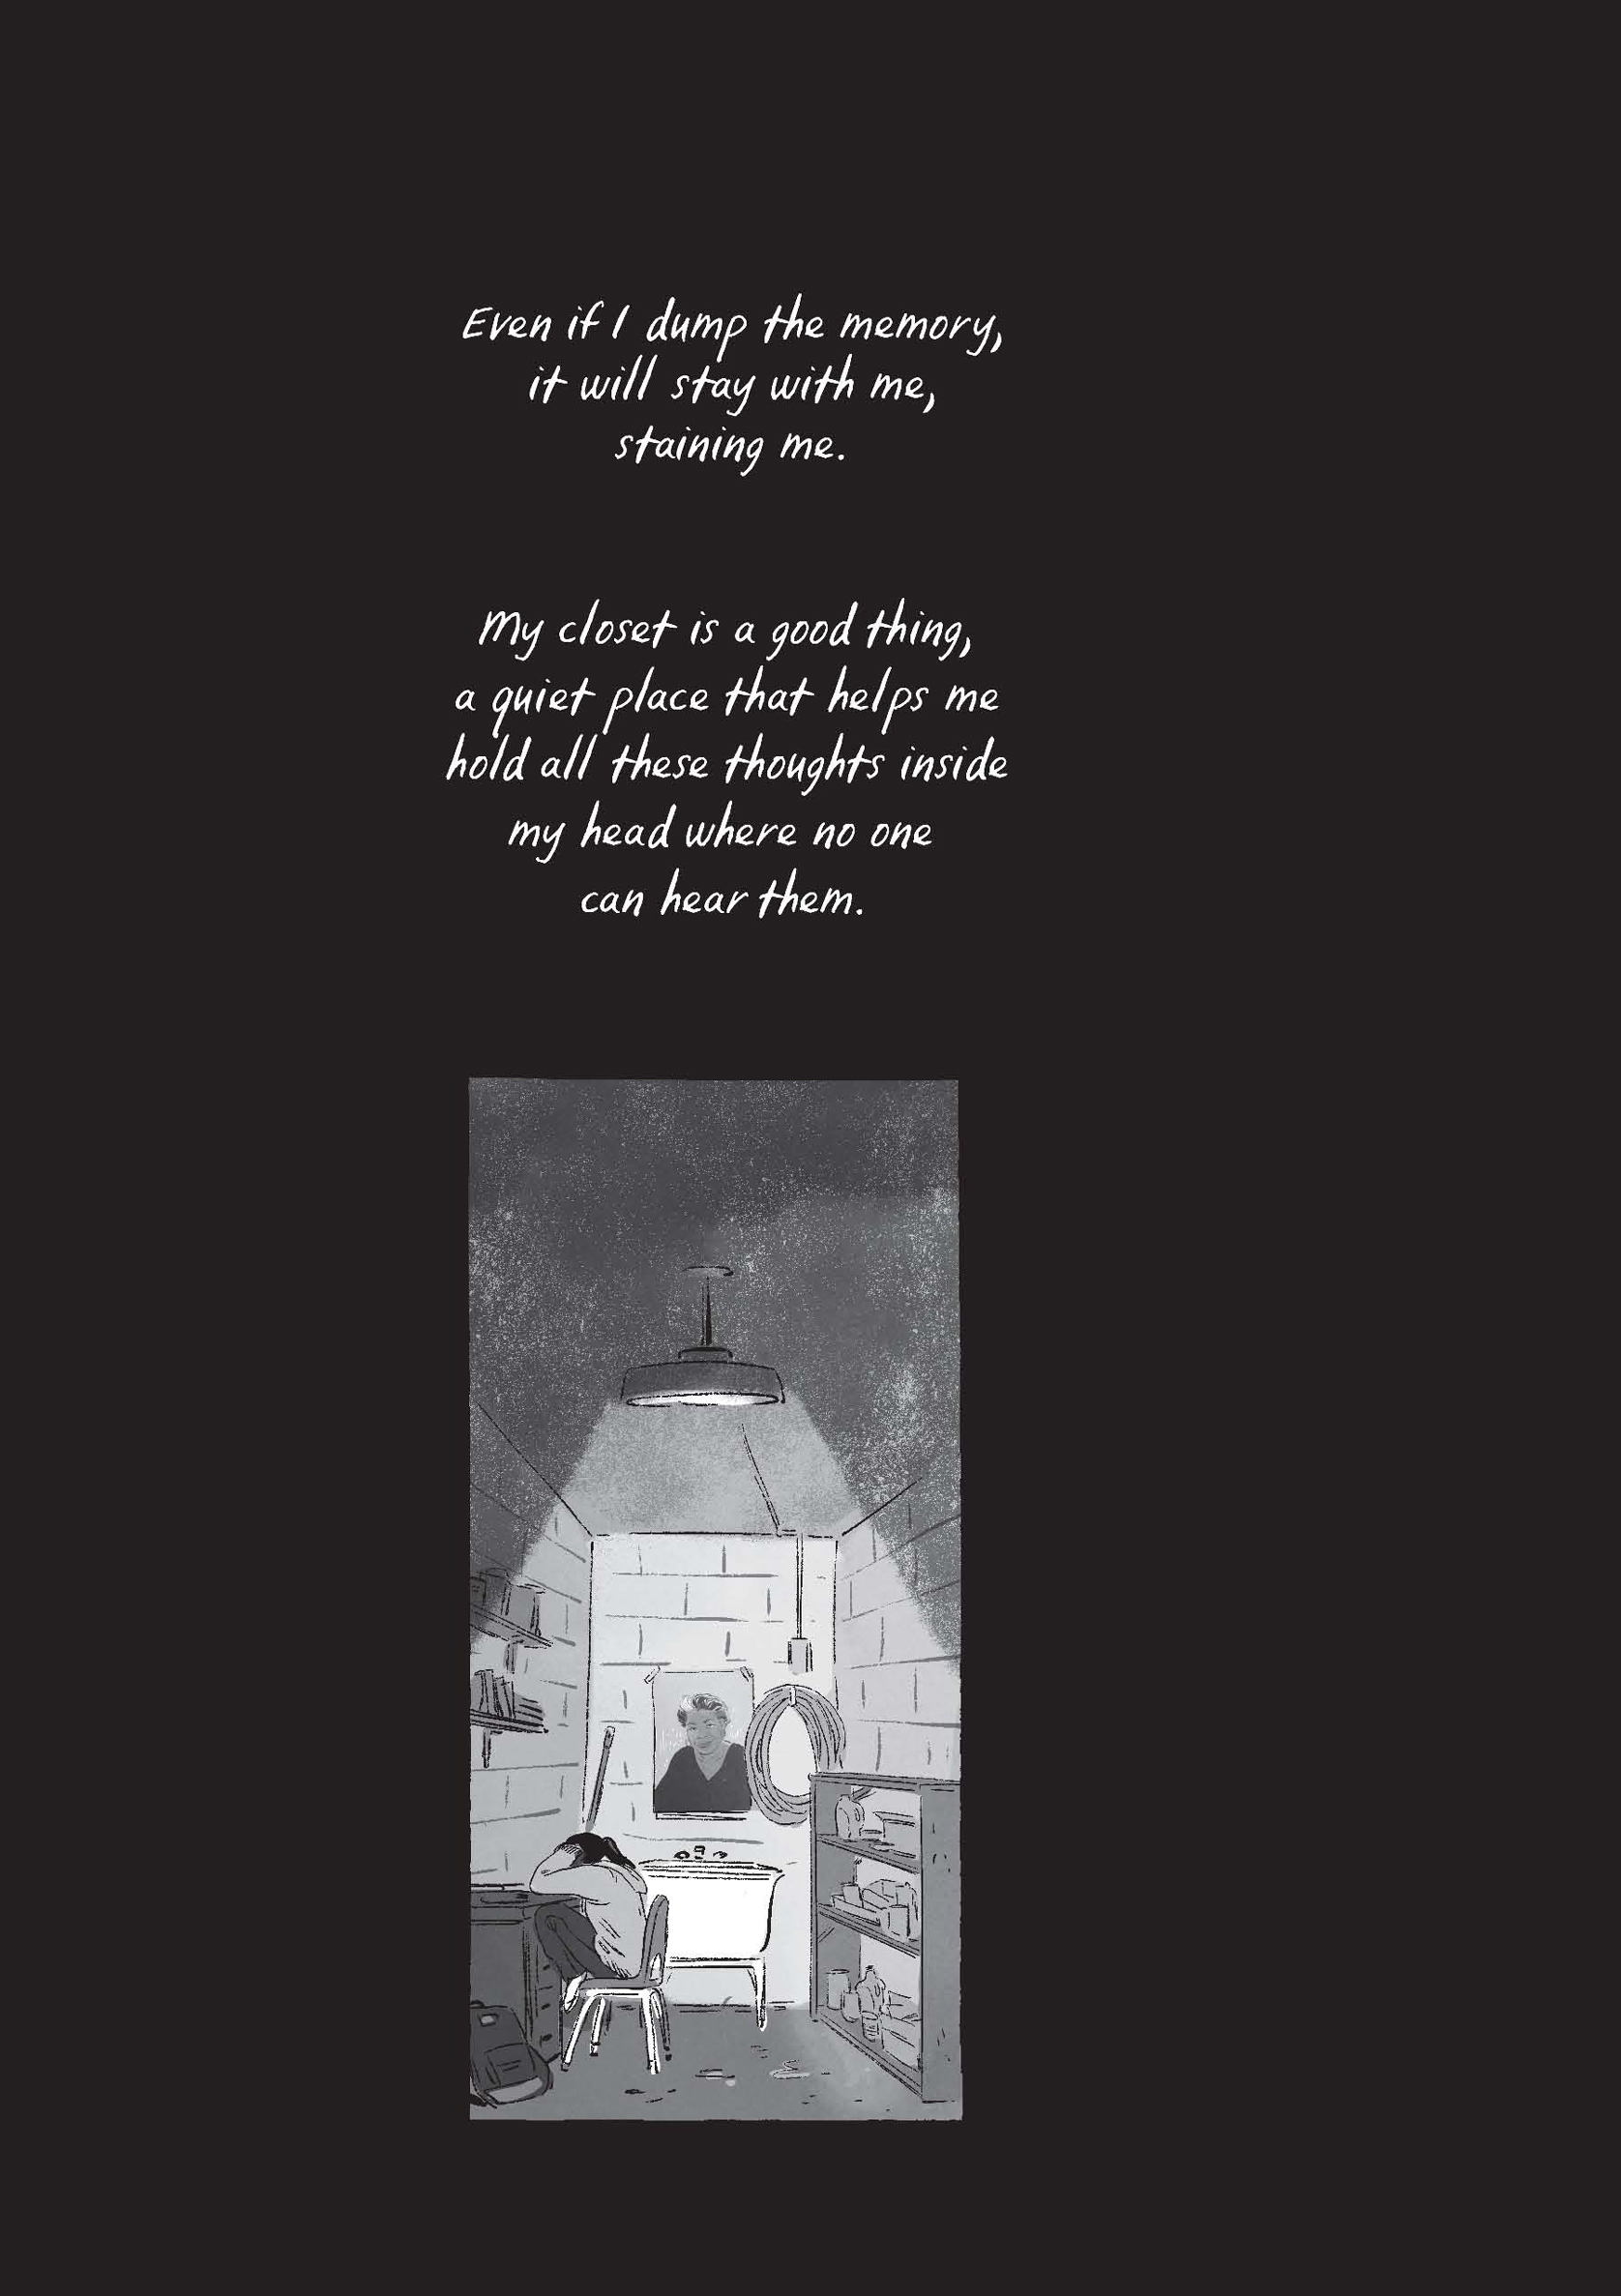 Even if I dump the memory,
it will stay with me,
staining me.
My closet is a good thing,
a quiet place that helps me
hold all these thoughts inside
my head where no one
can hear them.